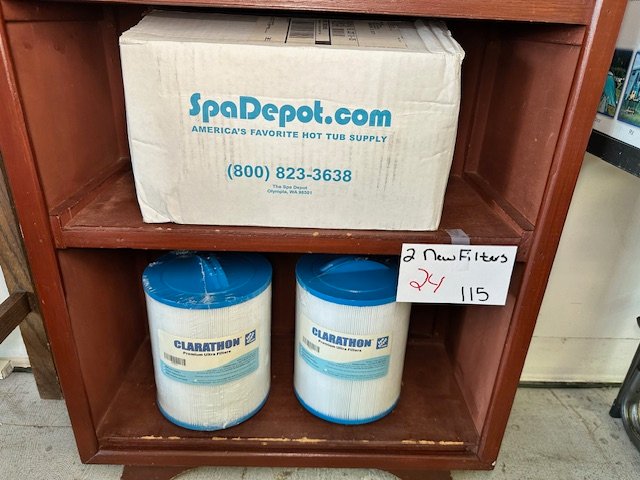 SpaDepot.com
AMERICA'S FAVORITE HOT TUB SUPPLY
(800) 823-3638
The Spa Depot
Olympia, WA 98501
2 New Filters
24
115
CLARATHON
Premium Ultra Filters
CLARATHON
Premium Ultra Filters